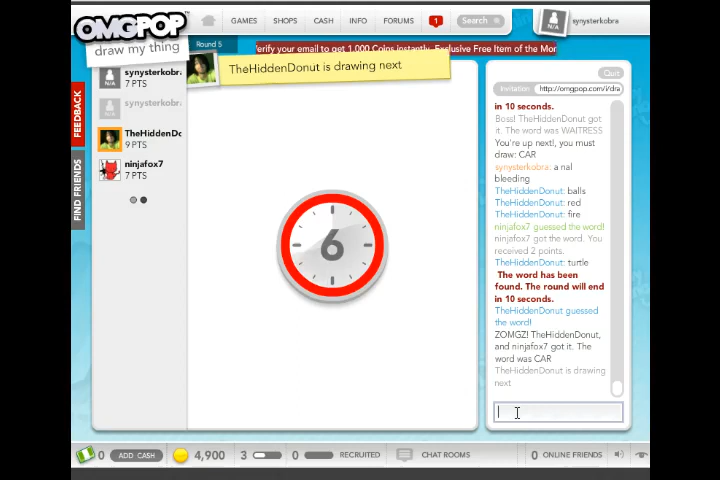 OMGPOP
GAMES
SHOPS
CASH
INFO
FORUMS
1
Search
N/A
synysterkobra
draw my thing
Round 5
Verify your email to get 1,000 Coins instantly. Exclusive Free Item of the Mon
TheHiddenDonut is drawing next
FEEDBACK
FIND FRIENDS
N/A
synysterkobra
7 PTS
N/A
synysterkobra
TheHiddenDo
9 PTS
ninjafox7
7 PTS
6
Quit
Invitation
http://omgpop.com/i/dra
in 10 seconds.
Boss! TheHiddenDonut got
it. The word was WAITRESS
You're up next!, you must
draw: CAR
synysterkobra: a nal
bleeding
TheHiddenDonut: balls
TheHiddenDonut: red
TheHiddenDonut: fire
ninjafox7 guessed the word!
ninjafox7 got the word. You
received 2 points.
TheHiddenDonut: turtle
The word has been
found. The round will end
in 10 seconds.
TheHiddenDonut guessed
the word!
ZOMGZ! TheHiddenDonut,
and ninjafox7 got it. The
word was CAR
TheHiddenDonut is drawing
next
0
ADD CASH
4,900
3
0
RECRUITED
CHAT ROOMS
0 ONLINE FRIENDS